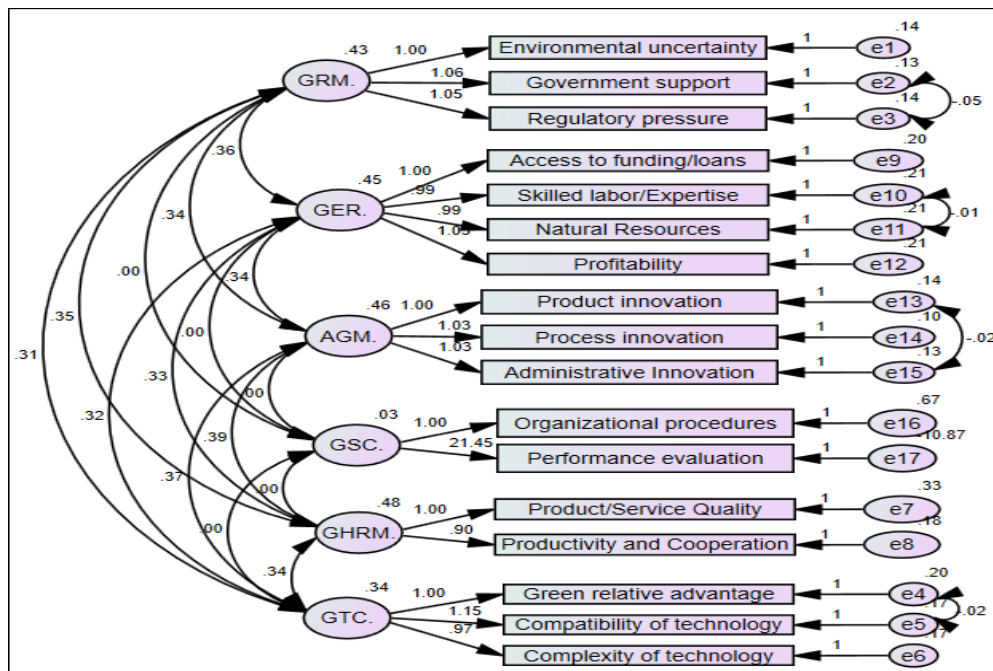 .14
.43 1.00 Environmental uncertainty 1 e1
.13
GRM. 1.06 Government support 1 e2
.14 -.05
1.05 Regulatory pressure 1 e3
.20
.36 Access to funding/loans 1 e9
.45 1.00 .21
.99 Skilled labor/Expertise 1 e10
.34 GER. .99 .21 -.01
Natural Resources 1 e11
1.03 .21
Profitability 1 e12
.00 .34 .14
.46 1.00 Product innovation 1 e13
.35 .00 .10
AGM. 1.03 Process innovation 1 e14 -.02
.31 1.03 .13
.33 .00 Administrative Innovation 1 e15
.67
.32 .03 1.00 Organizational procedures 1 e16
.39 GSC. 21.45 -10.87
Performance evaluation 1 e17
.37
.00 .48 1.00 .33
Product/Service Quality 1 e7
.00 GHRM. .90 .18
Productivity and Cooperation 1 e8
.34 .34 1.00 .20
Green relative advantage 1 e4
GTC. 1.15 .17 -.02
Compatibility of technology 1 e5
.97 .17
Complexity of technology 1 e6